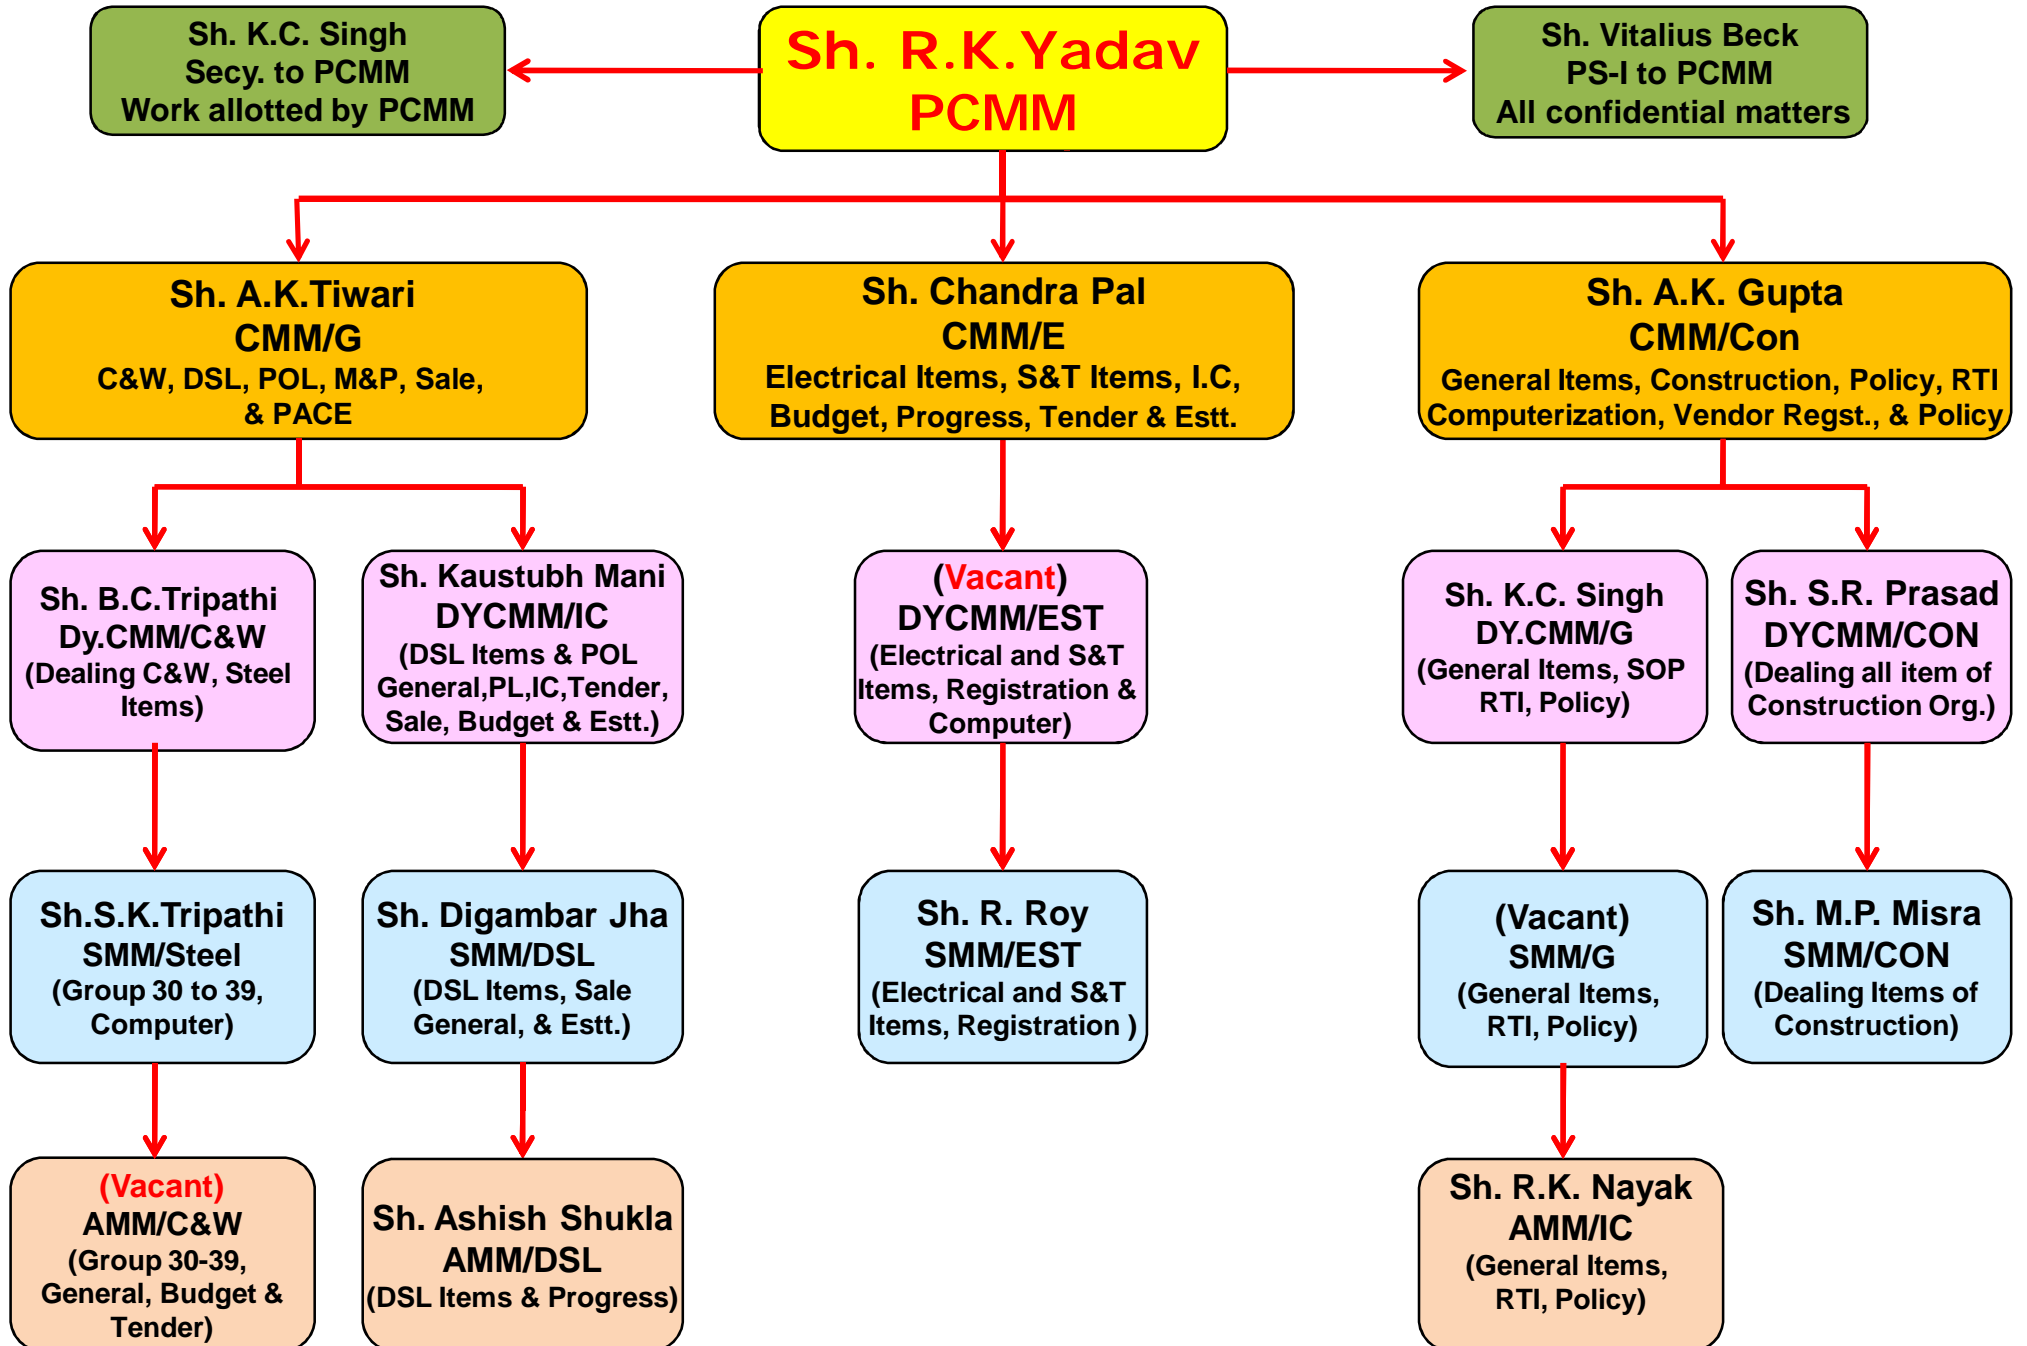 Sh. K.C. Singh
Secy. to PCMM
Work allotted by PCMM
Sh. R.K.Yadav
PCMM
Sh. Vitalius Beck
PS-I to PCMM
All confidential matters
Sh. A.K.Tiwari
CMM/G
C&W, DSL, POL, M&P, Sale,
& PACE
Sh. Chandra Pal
CMM/E
Electrical Items, S&T Items, I.C,
Budget, Progress, Tender & Estt.
Sh. A.K. Gupta
CMM/Con
General Items, Construction, Policy, RTI
Computerization, Vendor Regst., & Policy
Sh. B.C.Tripathi
Dy.CMM/C&W
(Dealing C&W, Steel
Items)
Sh. Kaustubh Mani
DYCMM/IC
(DSL Items & POL
General,PL,IC,Tender,
Sale, Budget & Estt.)
(Vacant)
DYCMM/EST
(Electrical and S&T
Items, Registration &
Computer)
Sh. K.C. Singh
DY.CMM/G
(General Items, SOP
RTI, Policy)
Sh. S.R. Prasad
DYCMM/CON
(Dealing all item of
Construction Org.)
Sh.S.K.Tripathi
SMM/Steel
(Group 30 to 39,
Computer)
Sh. Digambar Jha
SMM/DSL
(DSL Items, Sale
General, & Estt.)
Sh. R. Roy
SMM/EST
(Electrical and S&T
Items, Registration )
(Vacant)
SMM/G
(General Items,
RTI, Policy)
Sh. M.P. Misra
SMM/CON
(Dealing Items of
Construction)
(Vacant)
AMM/C&W
(Group 30-39,
General, Budget &
Tender)
Sh. Ashish Shukla
AMM/DSL
(DSL Items & Progress)
Sh. R.K. Nayak
AMM/IC
(General Items,
RTI, Policy)